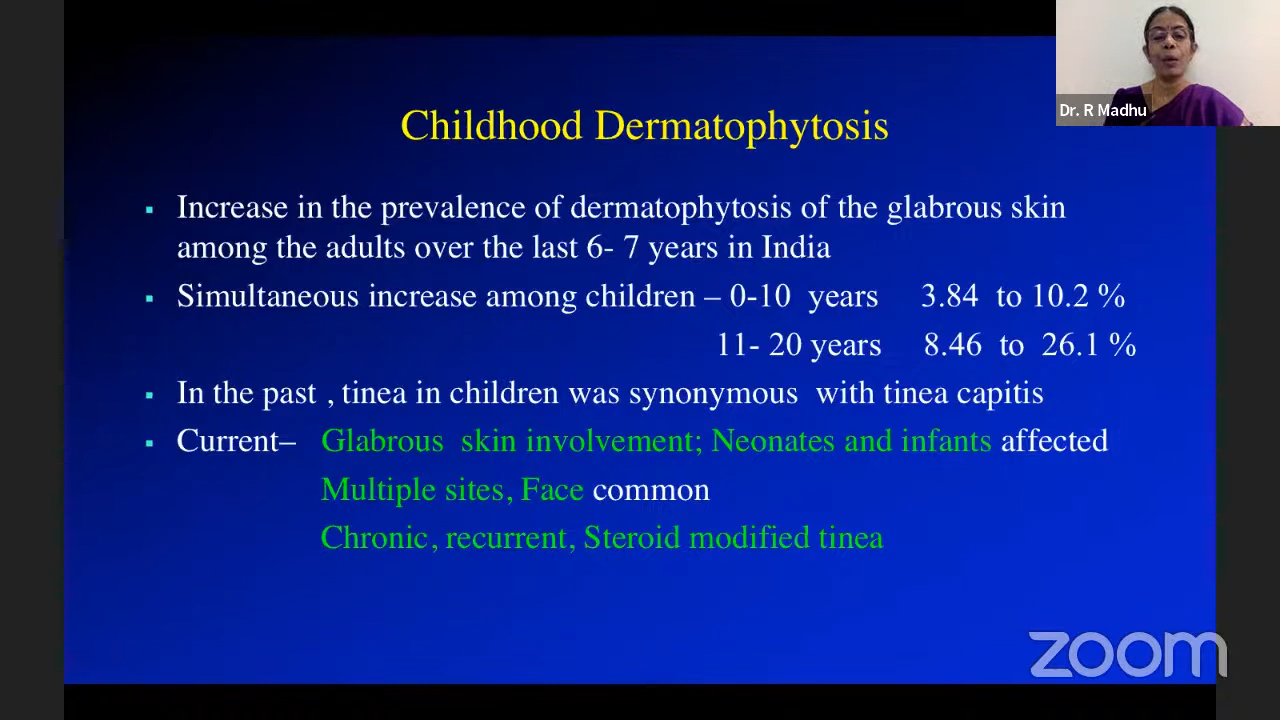 Dr. R Madhu
Childhood Dermatophytosis
▪ Increase in the prevalence of dermatophytosis of the glabrous skin
among the adults over the last 6- 7 years in India
▪ Simultaneous increase among children – 0-10 years 3.84 to 10.2 %
11- 20 years 8.46 to 26.1 %
▪ In the past , tinea in children was synonymous with tinea capitis
▪ Current– Glabrous skin involvement; Neonates and infants affected
Multiple sites, Face common
Chronic, recurrent, Steroid modified tinea
zoom